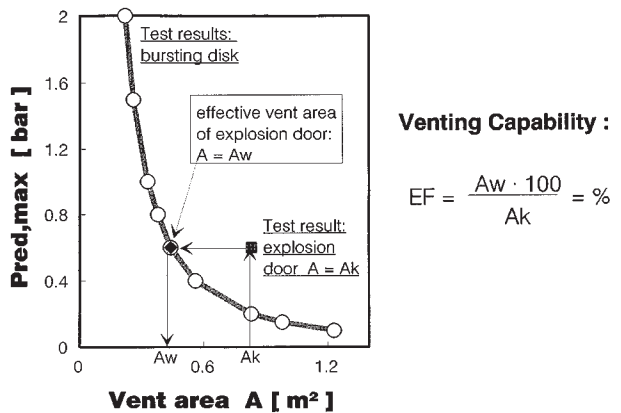 2
1.6
1.2
0.8
0.4
0
Pred,max [ bar ]
Test results:
bursting disk
effective vent area
of explosion door:
A = Aw
Test result:
explosion
door A = Ak
Aw
Ak
0
0.6
1.2
Vent area A [ m² ]
Venting Capability :
EF = Aw · 100 = %
Ak